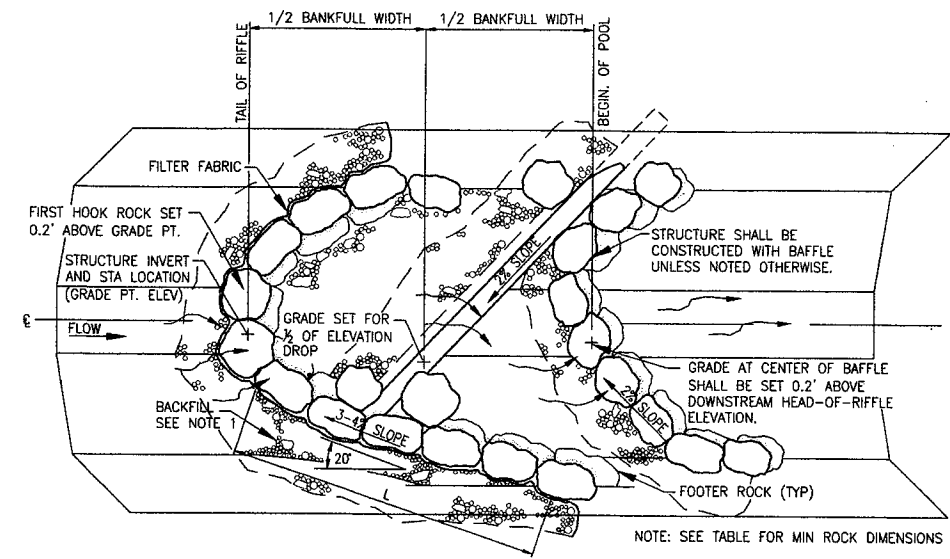 1/2 BANKFULL WIDTH
1/2 BANKFULL WIDTH
TAIL OF RIFFLE
BEGIN. OF POOL
FILTER FABRIC
FIRST HOOK ROCK SET
0.2' ABOVE GRADE PT.
STRUCTURE INVERT
AND STA LOCATION
(GRADE PT. ELEV)
℄
FLOW
GRADE SET FOR
½ OF ELEVATION
DROP
2% SLOPE
STRUCTURE SHALL BE
CONSTRUCTED WITH BAFFLE
UNLESS NOTED OTHERWISE.
GRADE AT CENTER OF BAFFLE
SHALL BE SET 0.2' ABOVE
DOWNSTREAM HEAD-OF-RIFFLE
ELEVATION.
2% SLOPE
BACKFILL
SEE NOTE 1
3-4% SLOPE
20°
L
FOOTER ROCK (TYP)
NOTE: SEE TABLE FOR MIN ROCK DIMENSIONS